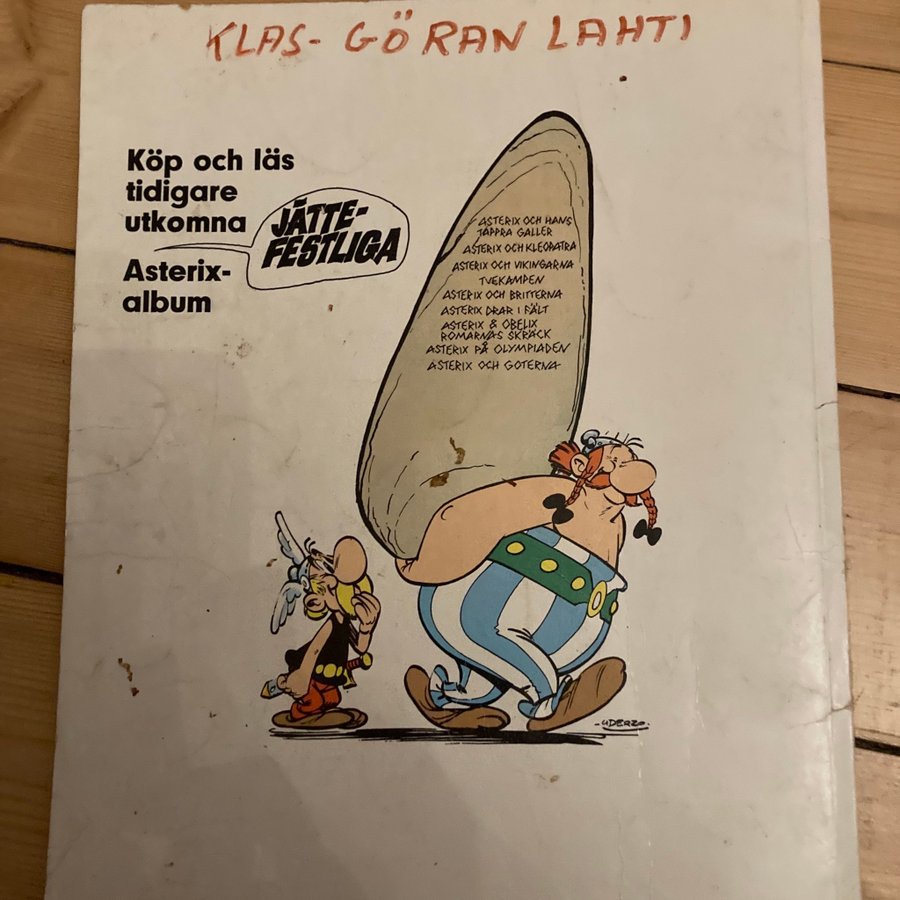 KLAS-GÖRAN LAHTI
Köp och läs
tidigare
utkomna
JÄTTE-
FESTLIGA
Asterix-
album
ASTERIX OCH HANS
TAPPRA GALLER
ASTERIX OCH KLEOPATRA
ASTERIX OCH VIKINGARNA
TVEKAMPEN
ASTERIX OCH BRITTERNA
ASTERIX DRAR I FÄLT
ASTERIX & OBELIX
ROMARNAS SKRÄCK
ASTERIX PÅ OLYMPIADEN
ASTERIX OCH GOTERNA
-UDERZO-